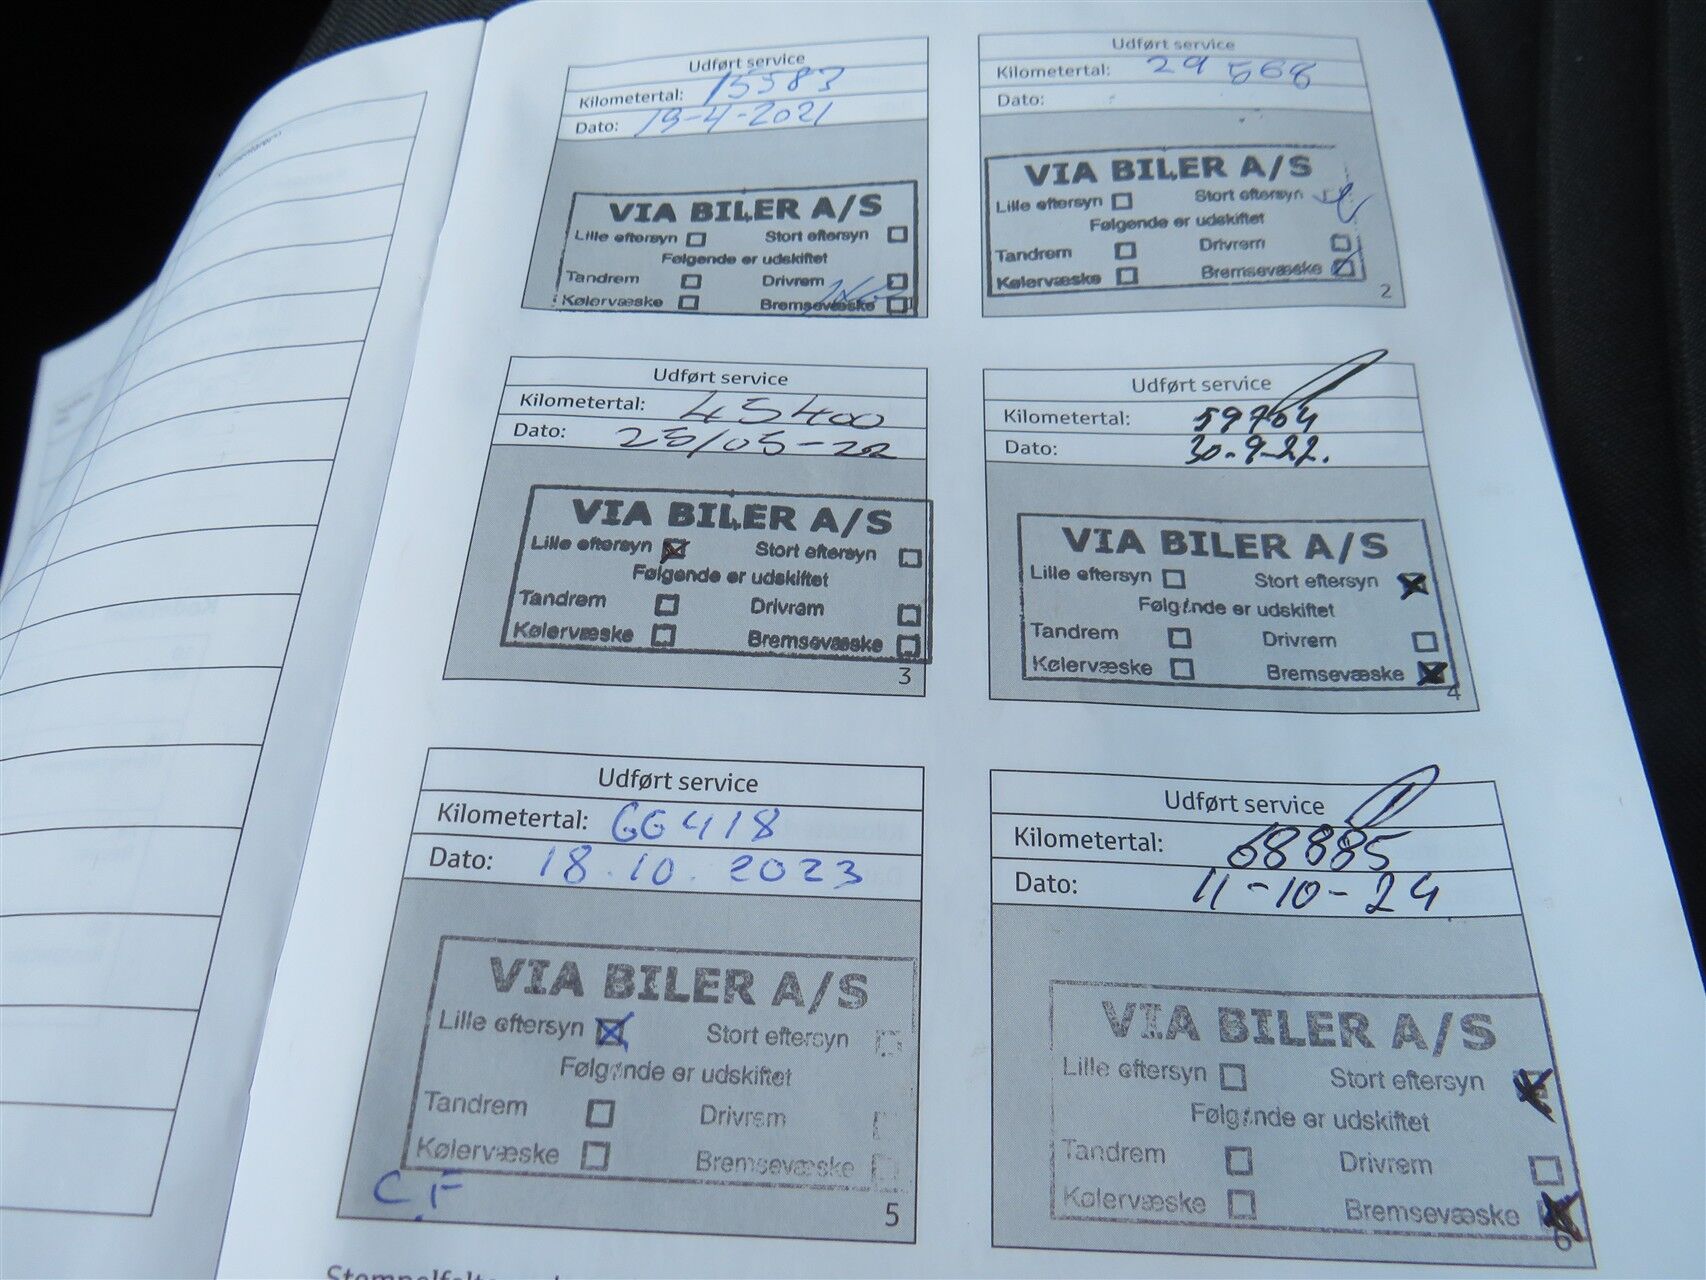 Udført service
Kilometertal: 15583
Dato: 19-4-2021
VIA BILER A/S
Lille eftersyn Stort eftersyn
Følgende er udskiftet
Tandrem Drivrem
Kølervæske Bremsevæske
1
Udført service
Kilometertal: 29568
Dato:
VIA BILER A/S
Lille eftersyn Stort eftersyn
Følgende er udskiftet
Tandrem Drivrem
Kølervæske Bremsevæske
2
Udført service
Kilometertal: 45400
Dato: 25/05-22
VIA BILER A/S
Lille eftersyn Stort eftersyn
Følgende er udskiftet
Tandrem Drivrem
Kølervæske Bremsevæske
3
Udført service
Kilometertal: 59704
Dato: 30-9-22.
VIA BILER A/S
Lille eftersyn Stort eftersyn
Følgende er udskiftet
Tandrem Drivrem
Kølervæske Bremsevæske
4
Udført service
Kilometertal: 66418
Dato: 18.10.2023
VIA BILER A/S
Lille eftersyn Stort eftersyn
Følgende er udskiftet
Tandrem Drivrem
Kølervæske Bremsevæske
C.F
5
Udført service
Kilometertal: 68885
Dato: 11-10-24
VIA BILER A/S
Lille eftersyn Stort eftersyn
Følgende er udskiftet
Tandrem Drivrem
Kølervæske Bremsevæske
6